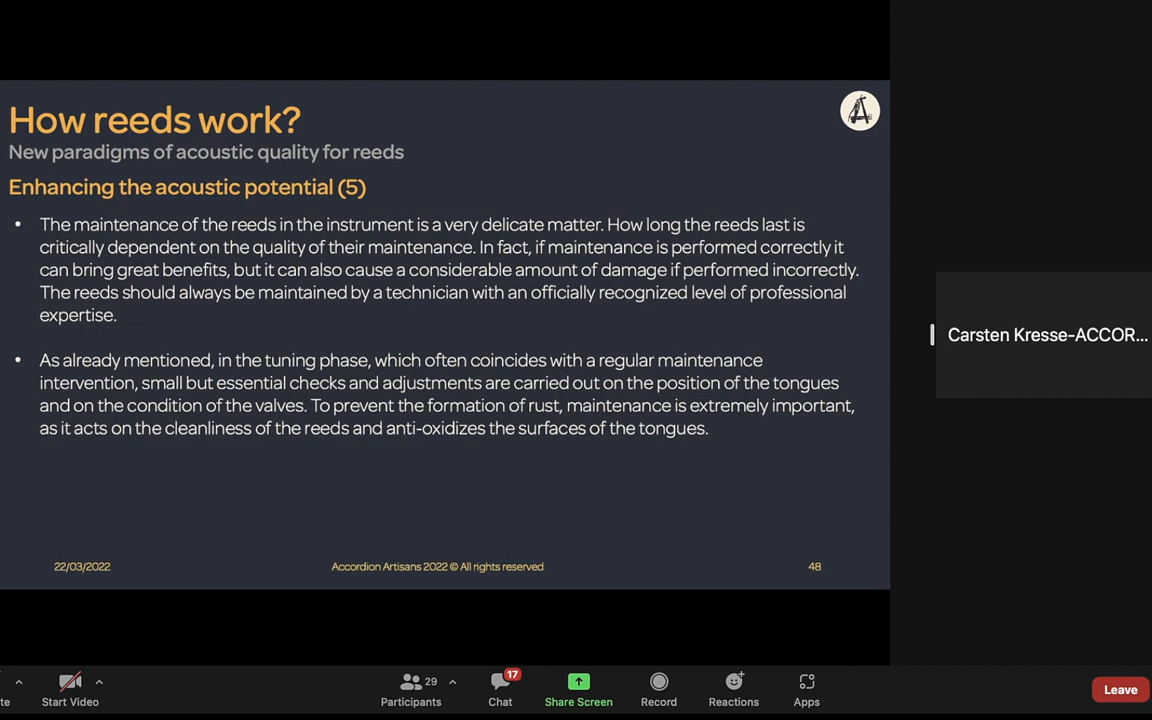 How reeds work?
New paradigms of acoustic quality for reeds
Enhancing the acoustic potential (5)
• The maintenance of the reeds in the instrument is a very delicate matter. How long the reeds last is
critically dependent on the quality of their maintenance. In fact, if maintenance is performed correctly it
can bring great benefits, but it can also cause a considerable amount of damage if performed incorrectly.
The reeds should always be maintained by a technician with an officially recognized level of professional
expertise.
• As already mentioned, in the tuning phase, which often coincides with a regular maintenance
intervention, small but essential checks and adjustments are carried out on the position of the tongues
and on the condition of the valves. To prevent the formation of rust, maintenance is extremely important,
as it acts on the cleanliness of the reeds and anti-oxidizes the surfaces of the tongues.
22/03/2022 Accordion Artisans 2022 © All rights reserved 48
Carsten Kresse-ACCOR...
29 17
te Start Video Participants Chat Share Screen Record Reactions Apps Leave